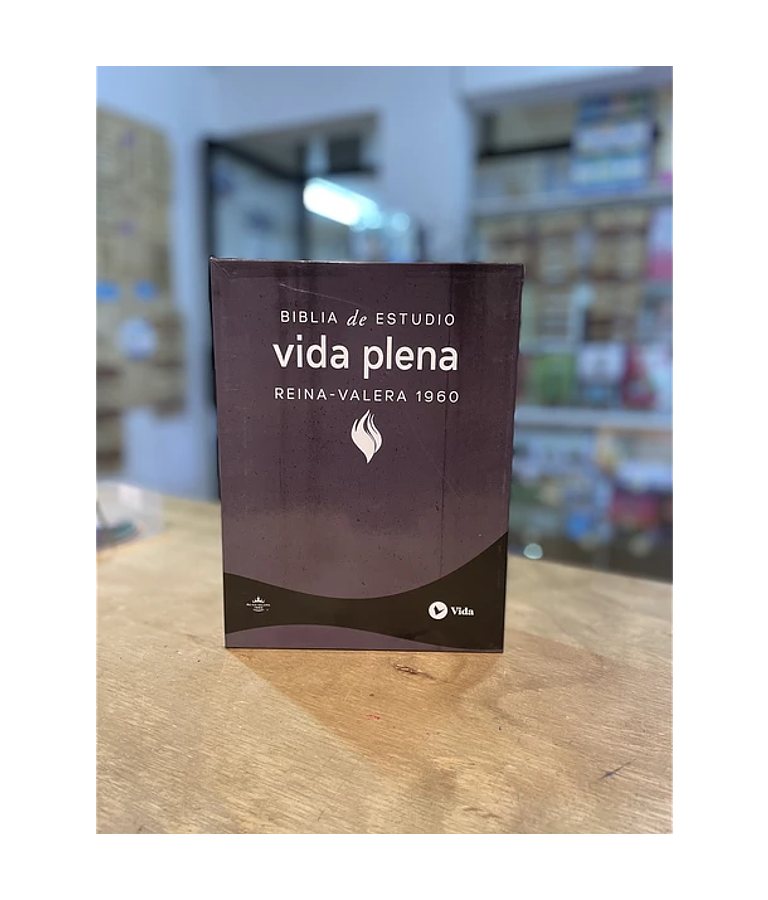 BIBLIA de ESTUDIO
vida plena
REINA-VALERA 1960
Vida